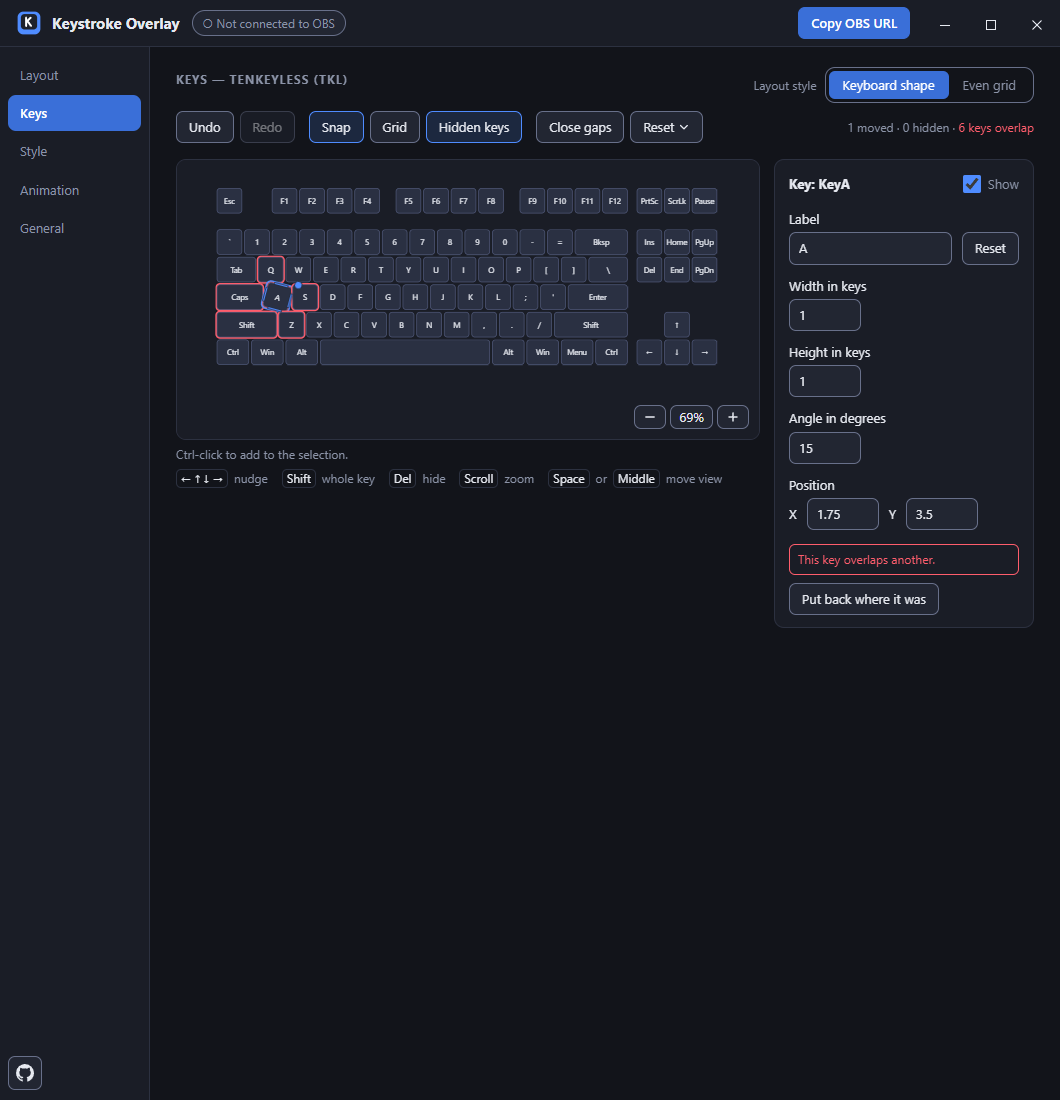 K Keystroke Overlay Not connected to OBS Copy OBS URL
Layout
Keys
Style
Animation
General
KEYS — TENKEYLESS (TKL) Layout style Keyboard shape Even grid
Undo Redo Snap Grid Hidden keys Close gaps Reset 1 moved · 0 hidden · 6 keys overlap
Esc F1 F2 F3 F4 F5 F6 F7 F8 F9 F10 F11 F12 PrtSc ScrLk Pause
` 1 2 3 4 5 6 7 8 9 0 - = Bksp Ins Home PgUp
Tab Q W E R T Y U I O P [ ] \ Del End PgDn
Caps A S D F G H J K L ; ' Enter
Shift Z X C V B N M , . / Shift ↑
Ctrl Win Alt Alt Win Menu Ctrl ← ↓ →
− 69% +
Ctrl-click to add to the selection.
←↑↓→ nudge Shift whole key Del hide Scroll zoom Space or Middle move view
Key: KeyA Show
Label
A Reset
Width in keys
1
Height in keys
1
Angle in degrees
15
Position
X 1.75 Y 3.5
This key overlaps another.
Put back where it was